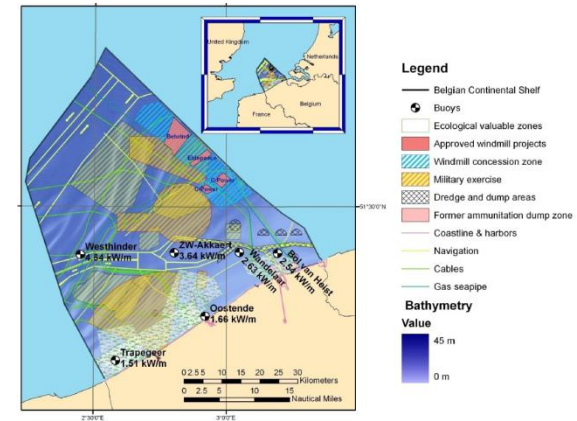 2°30'0"E
3°0'0"E
51°30'0"N
United Kingdom
Netherlands
Belgium
France
Belwind
Eldepasco
C-Power
C-Power
Westhinder
4.54 kW/m
ZW-Akkaert
3.64 kW/m
Wandelaar
2.63 kW/m
Bol van Heist
2.54 kW/m
Oostende
1.66 kW/m
Trapegeer
1.51 kW/m
0 2.5 5 10 15 20 25 30
Kilometers
0 2.5 5 10 15
Nautical Miles
Legend
Belgian Continental Shelf
Buoys
Ecological valuable zones
Approved windmill projects
Windmill concession zone
Military exercise
Dredge and dump areas
Former ammunitation dump zone
Coastline & harbors
Navigation
Cables
Gas seapipe
Bathymetry
Value
45 m
0 m